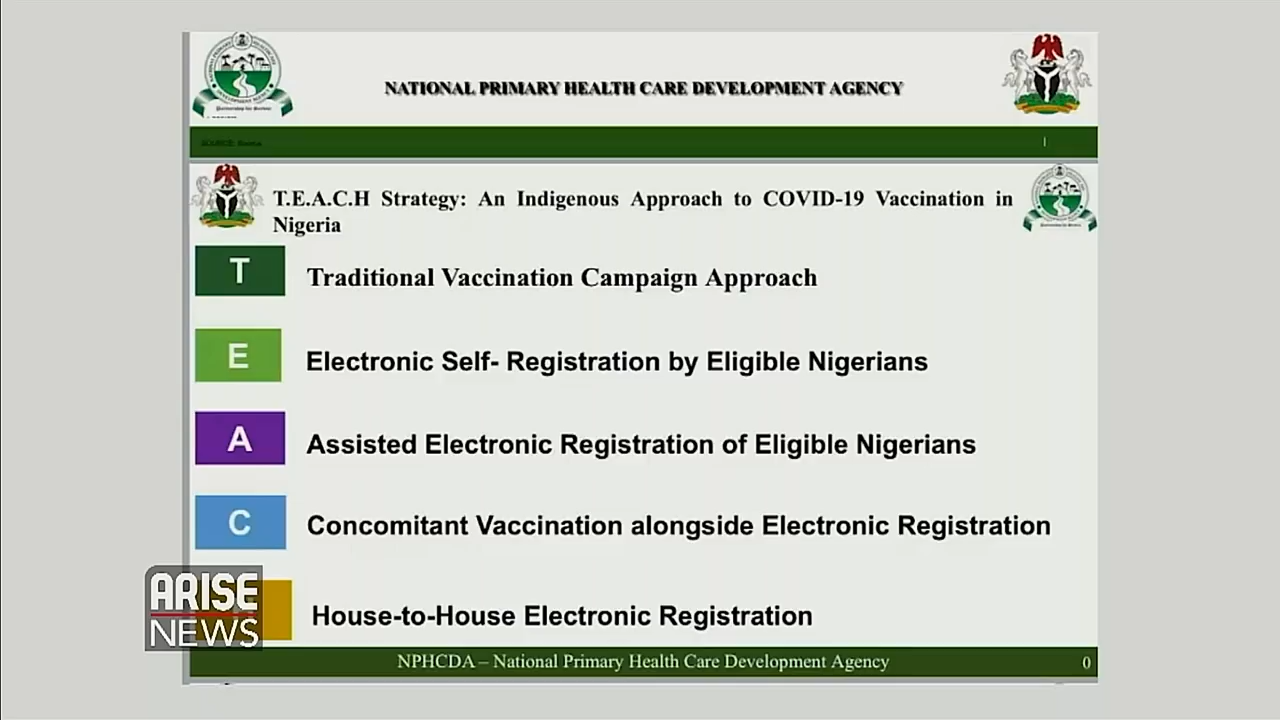 NATIONAL PRIMARY HEALTH CARE DEVELOPMENT AGENCY
T.E.A.C.H Strategy: An Indigenous Approach to COVID-19 Vaccination in
Nigeria
T
Traditional Vaccination Campaign Approach
E
Electronic Self- Registration by Eligible Nigerians
A
Assisted Electronic Registration of Eligible Nigerians
C
Concomitant Vaccination alongside Electronic Registration
House-to-House Electronic Registration
ARISE
NEWS
NPHCDA – National Primary Health Care Development Agency
0